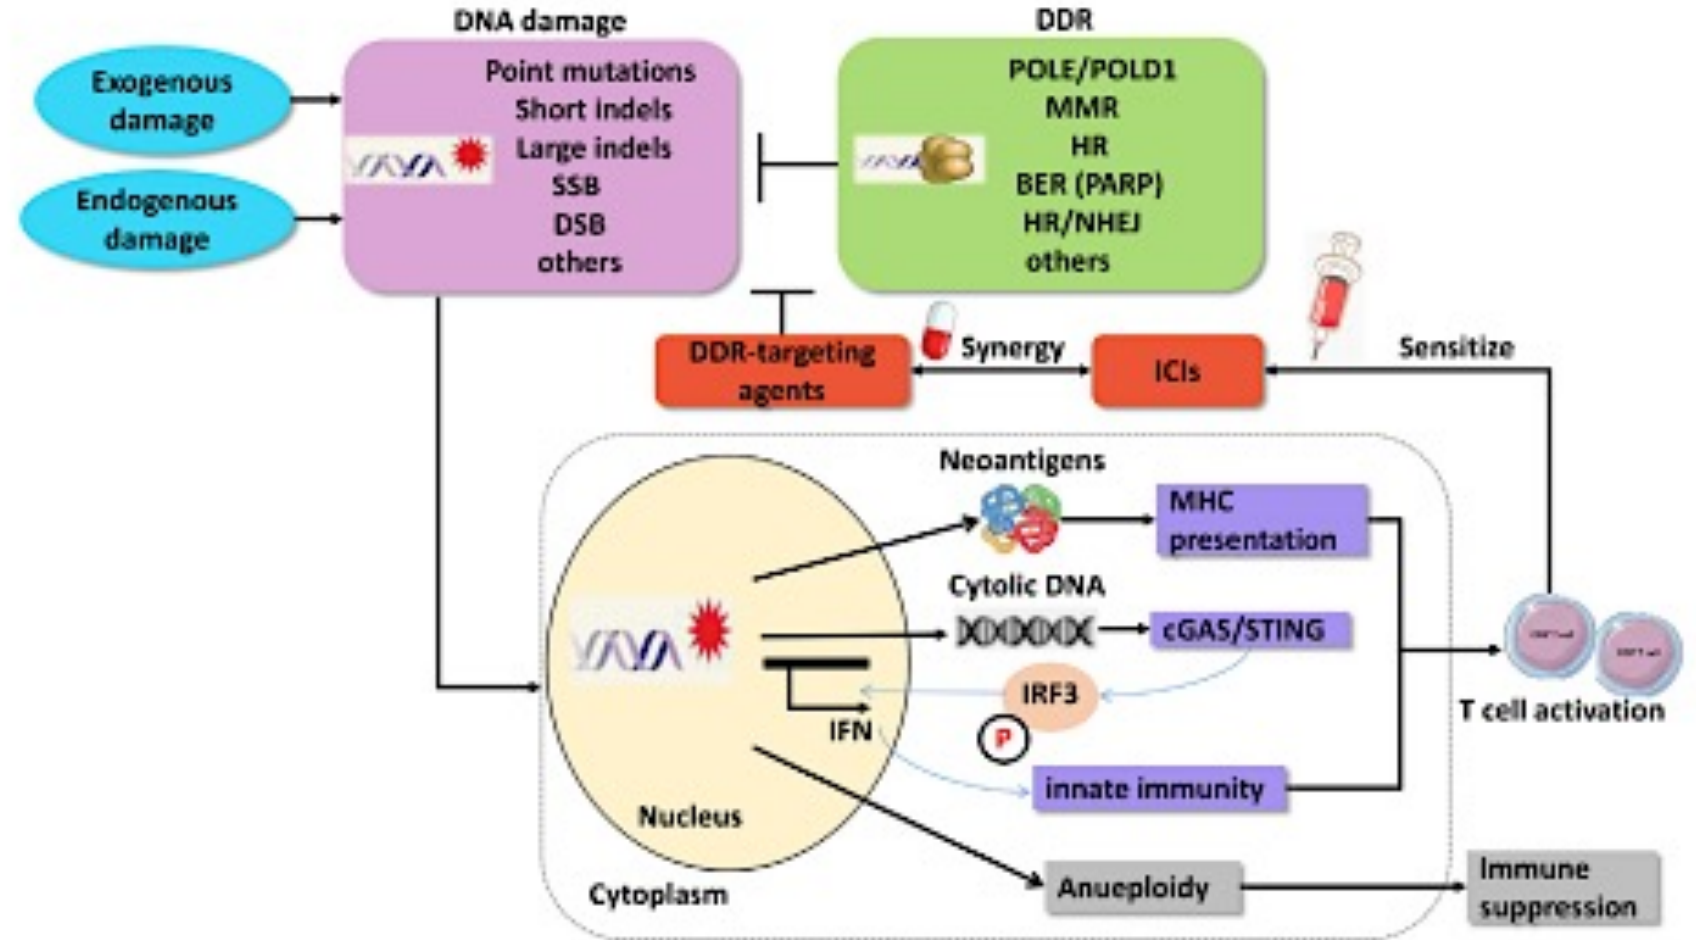 DNA damage
DDR
Exogenous
damage
Endogenous
damage
Point mutations
Short indels
Large indels
SSB
DSB
others
POLE/POLD1
MMR
HR
BER (PARP)
HR/NHEJ
others
DDR-targeting
agents
Synergy
ICIs
Sensitize
Neoantigens
MHC
presentation
Cytolic DNA
cGAS/STING
IRF3
P
IFN
innate immunity
Nucleus
Cytoplasm
Anueploidy
Immune
suppression
T cell activation